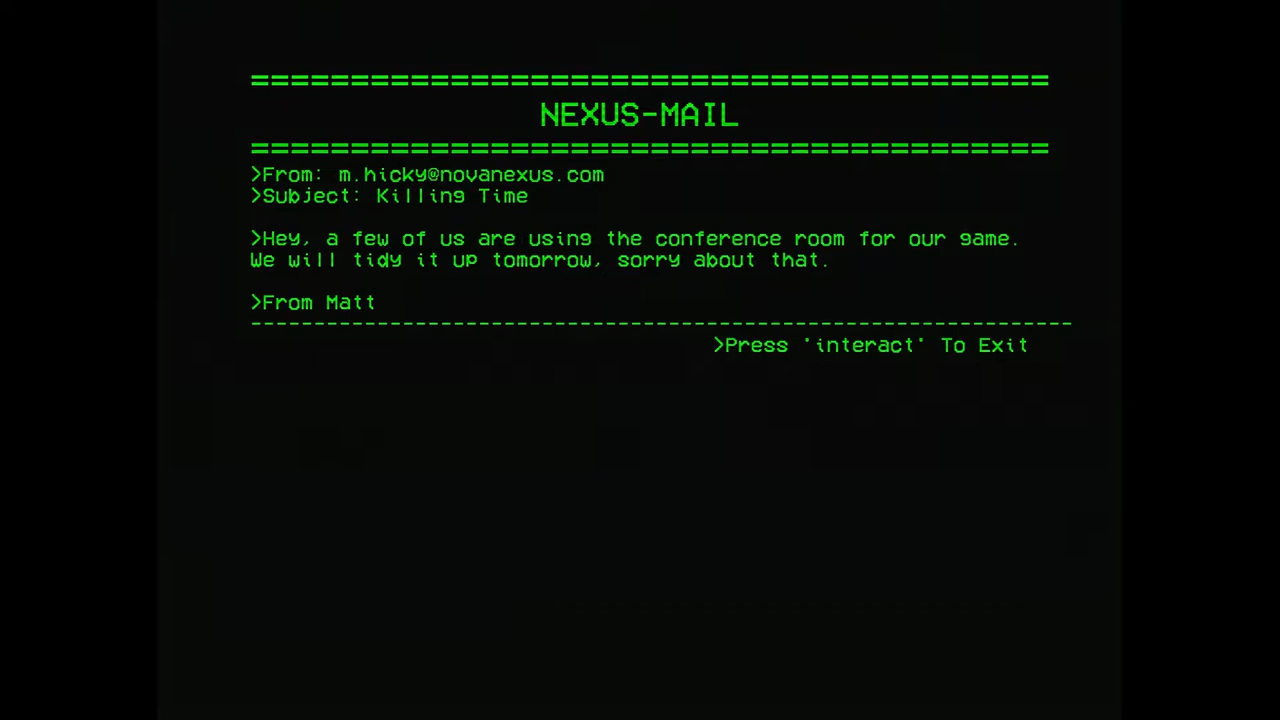 ========================================
NEXUS-MAIL
========================================
>From: m.hicky@novanexus.com
>Subject: Killing Time
>Hey, a few of us are using the conference room for our game.
We will tidy it up tomorrow, sorry about that.
>From Matt
-----------------------------------------------------------------
>Press 'interact' To Exit